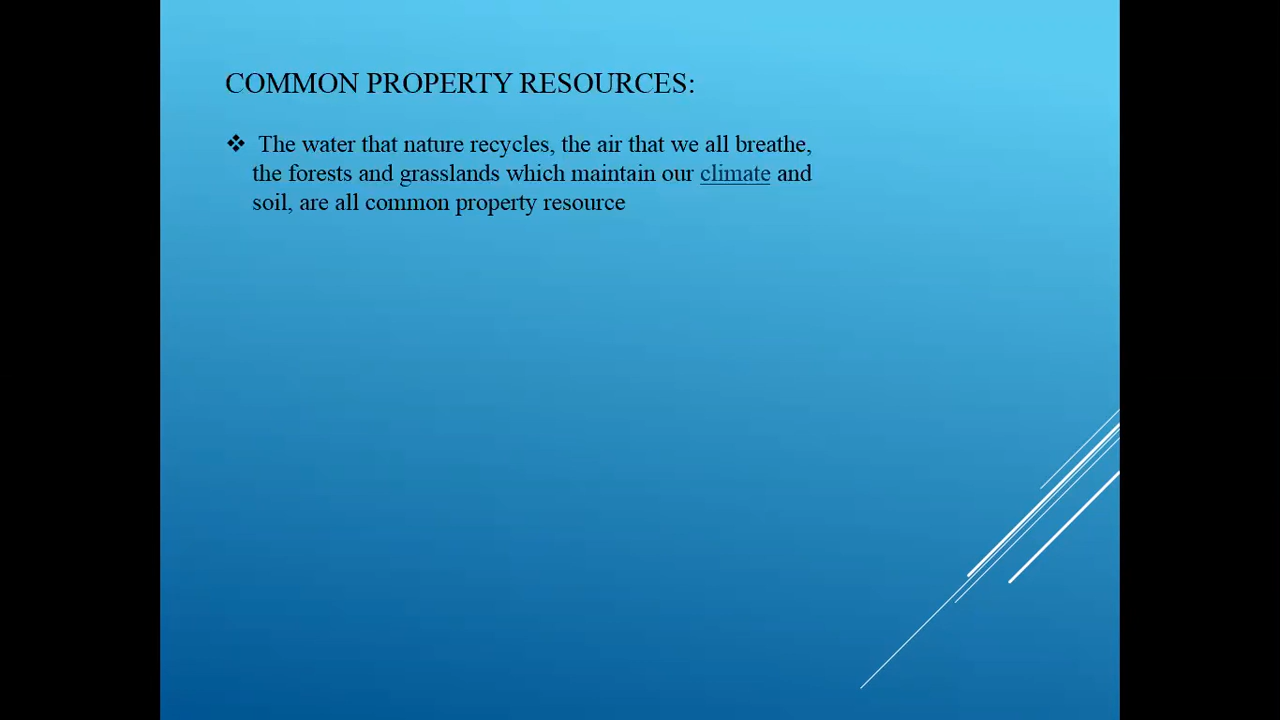 COMMON PROPERTY RESOURCES:
❖ The water that nature recycles, the air that we all breathe,
the forests and grasslands which maintain our climate and
soil, are all common property resource